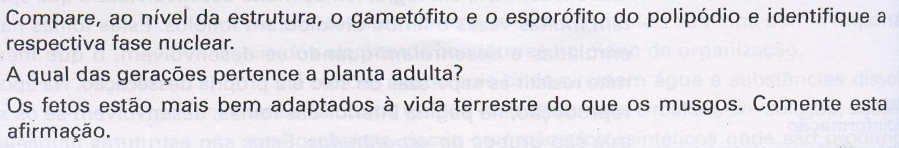 Compare, ao nível da estrutura, o gametófito e o esporófito do polipódio e identifique a
respectiva fase nuclear.
A qual das gerações pertence a planta adulta?
Os fetos estão mais bem adaptados à vida terrestre do que os musgos. Comente esta
afirmação.